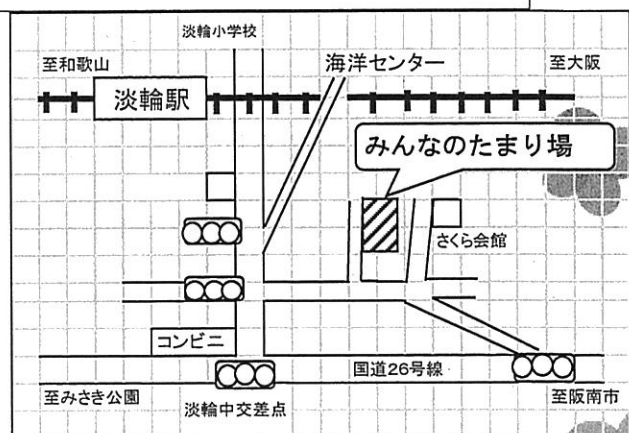 淡輪小学校
至和歌山
海洋センター
至大阪
淡輪駅
みんなのたまり場
さくら会館
コンビニ
国道26号線
至みさき公園
淡輪中交差点
至阪南市